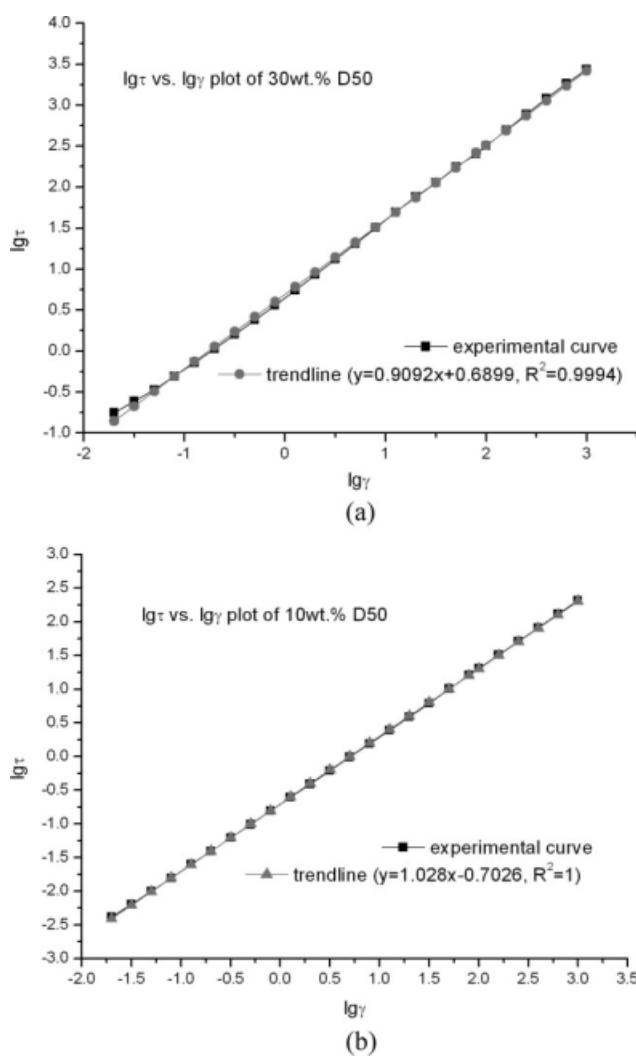 lgτ vs. lgγ plot of 30wt.% D50
4.0
3.5
3.0
2.5
2.0
1.5
1.0
0.5
0.0
-0.5
-1.0
lgτ
experimental curve
trendline (y=0.9092x+0.6899, R²=0.9994)
-2 -1 0 1 2 3
lgγ
(a)
lgτ vs. lgγ plot of 10wt.% D50
3.0
2.5
2.0
1.5
1.0
0.5
0.0
-0.5
-1.0
-1.5
-2.0
-2.5
-3.0
lgτ
experimental curve
trendline (y=1.028x-0.7026, R²=1)
-2.0 -1.5 -1.0 -0.5 0.0 0.5 1.0 1.5 2.0 2.5 3.0 3.5
lgγ
(b)